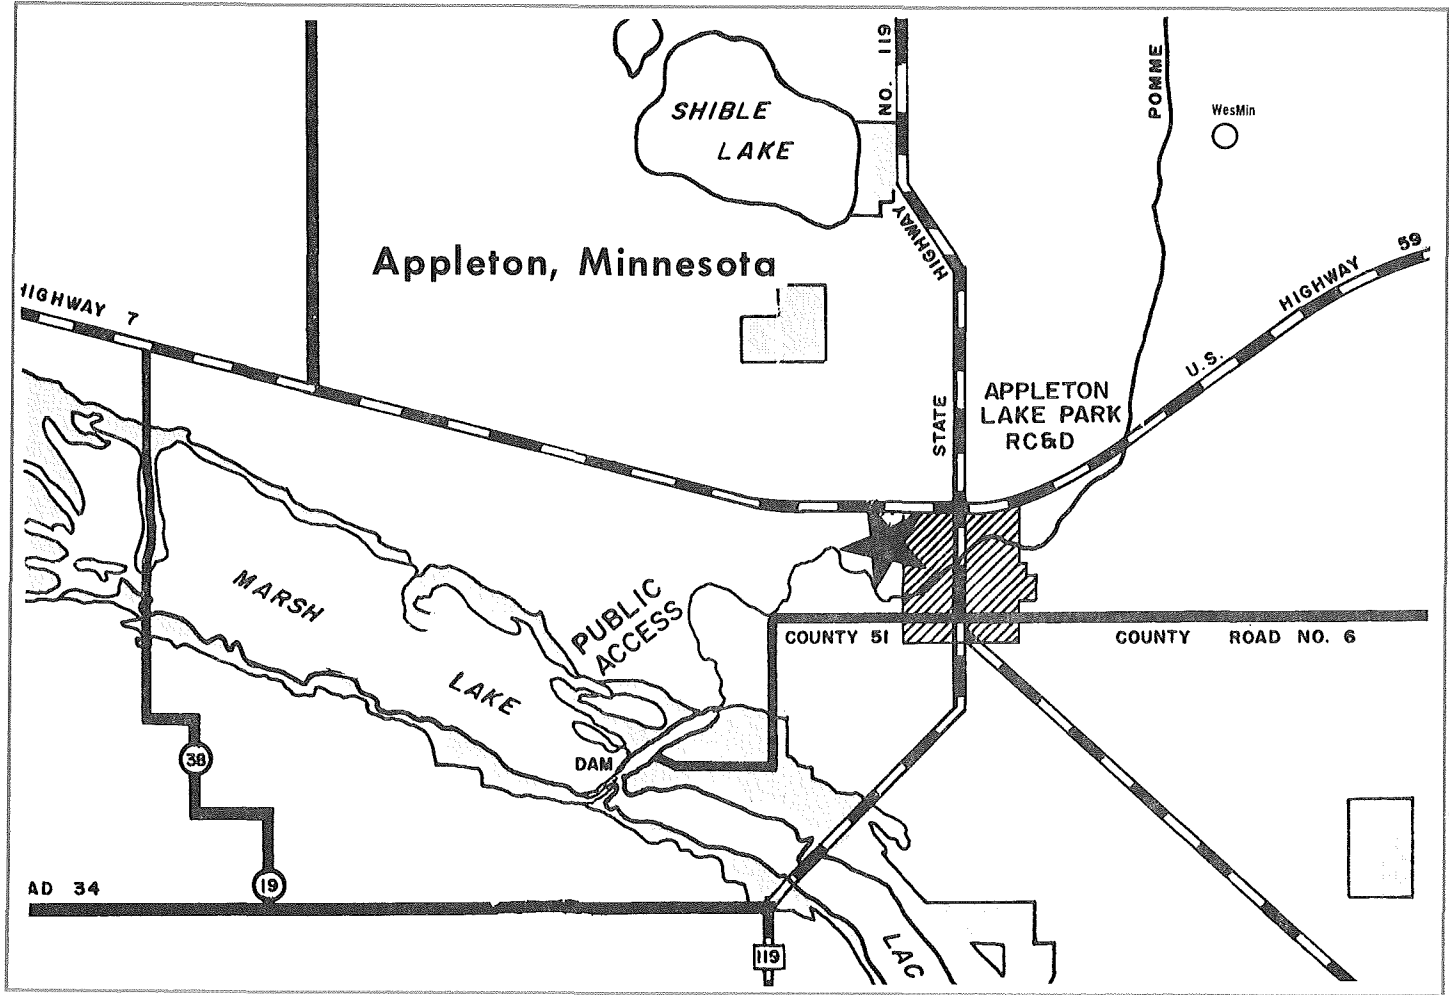 NO. 119
POMME
WesMin
SHIBLE
LAKE
HIGHWAY
59
Appleton, Minnesota
HIGHWAY
HIGHWAY 7
U.S.
APPLETON
LAKE PARK
RC&D
STATE
MARSH
LAKE
PUBLIC
ACCESS
COUNTY 51
COUNTY ROAD NO. 6
DAM
38
19
AD 34
119
LAC